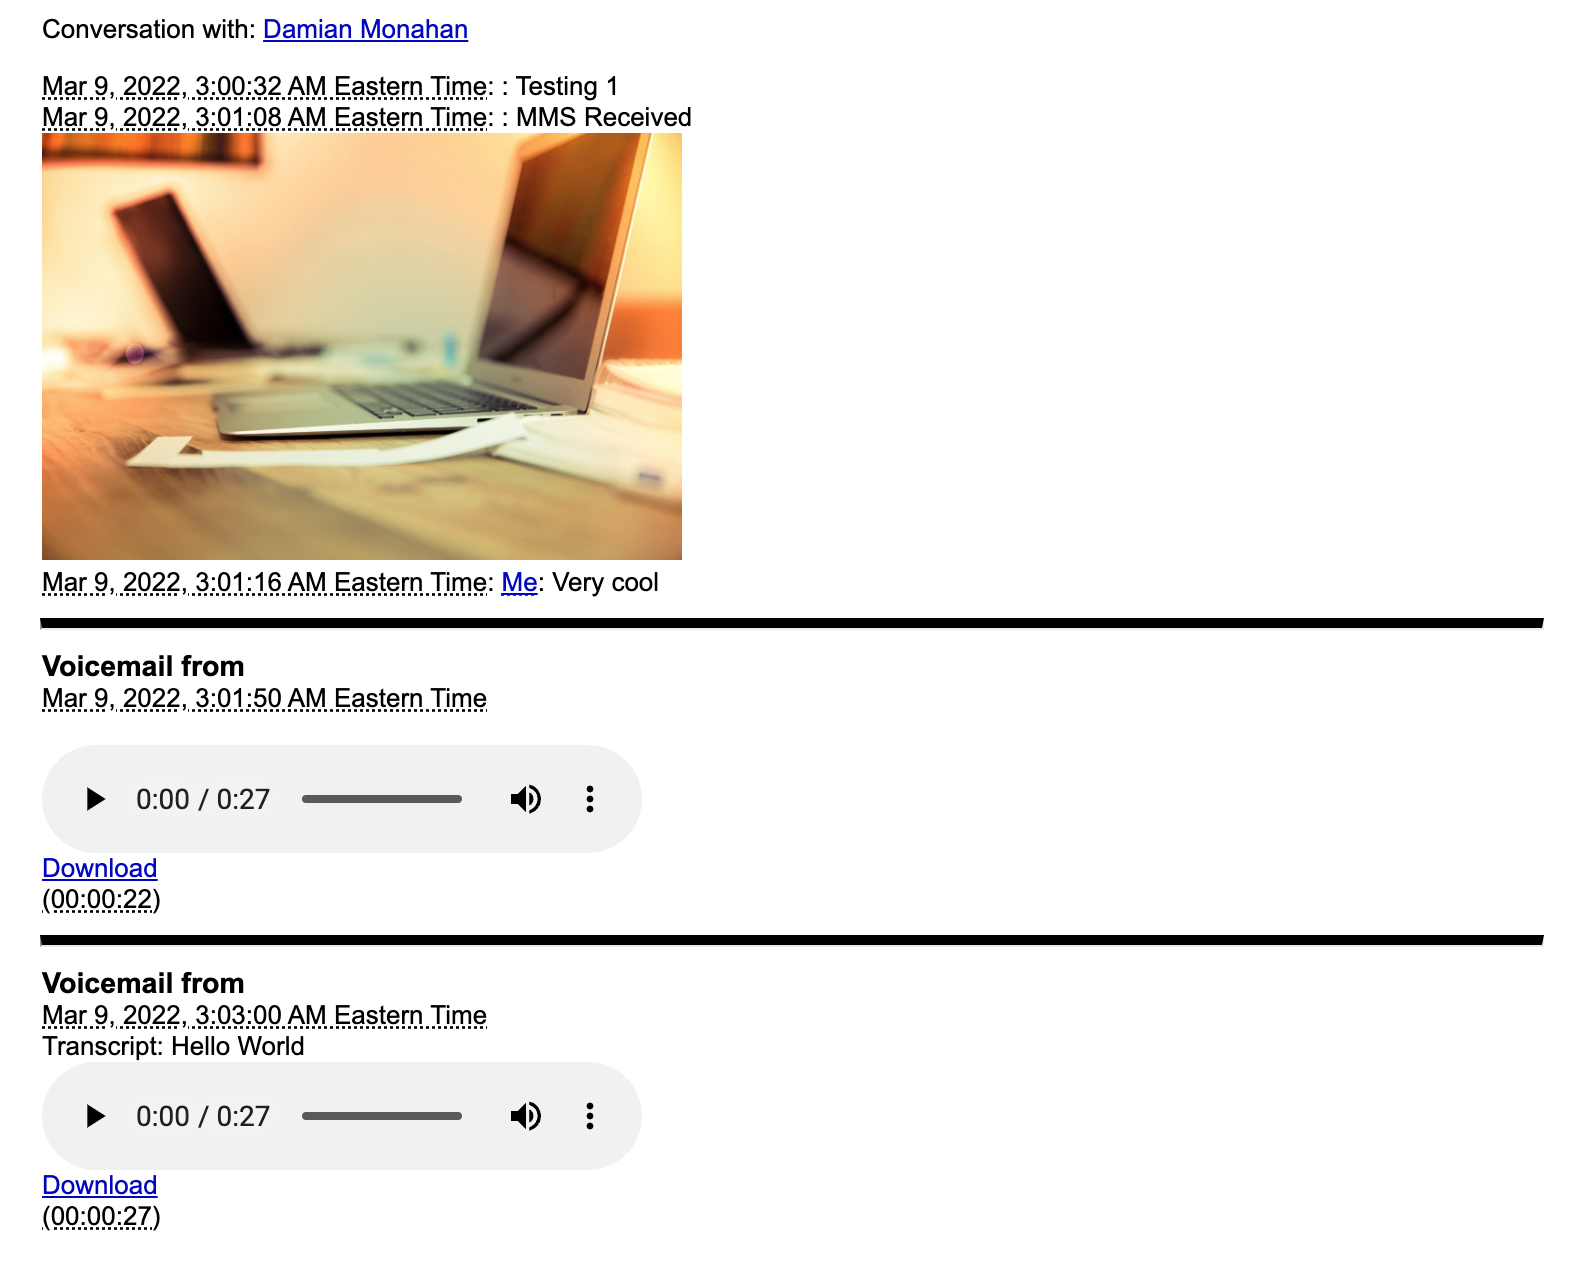 Conversation with: Damian Monahan
Mar 9, 2022, 3:00:32 AM Eastern Time: : Testing 1
Mar 9, 2022, 3:01:08 AM Eastern Time: : MMS Received
Mar 9, 2022, 3:01:16 AM Eastern Time: Me: Very cool
Voicemail from
Mar 9, 2022, 3:01:50 AM Eastern Time
0:00 / 0:27
Download
(00:00:22)
Voicemail from
Mar 9, 2022, 3:03:00 AM Eastern Time
Transcript: Hello World
0:00 / 0:27
Download
(00:00:27)